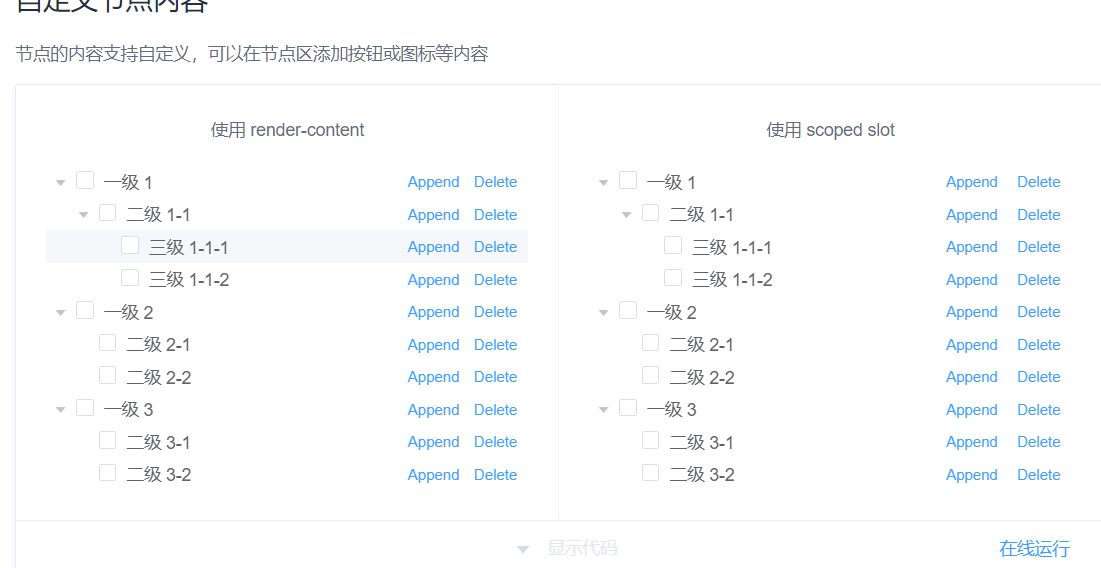 自定义节点内容
节点的内容支持自定义，可以在节点区添加按钮或图标等内容
使用 render-content
一级 1 Append Delete
二级 1-1 Append Delete
三级 1-1-1 Append Delete
三级 1-1-2 Append Delete
一级 2 Append Delete
二级 2-1 Append Delete
二级 2-2 Append Delete
一级 3 Append Delete
二级 3-1 Append Delete
二级 3-2 Append Delete
使用 scoped slot
一级 1 Append Delete
二级 1-1 Append Delete
三级 1-1-1 Append Delete
三级 1-1-2 Append Delete
一级 2 Append Delete
二级 2-1 Append Delete
二级 2-2 Append Delete
一级 3 Append Delete
二级 3-1 Append Delete
二级 3-2 Append Delete
显示代码
在线运行